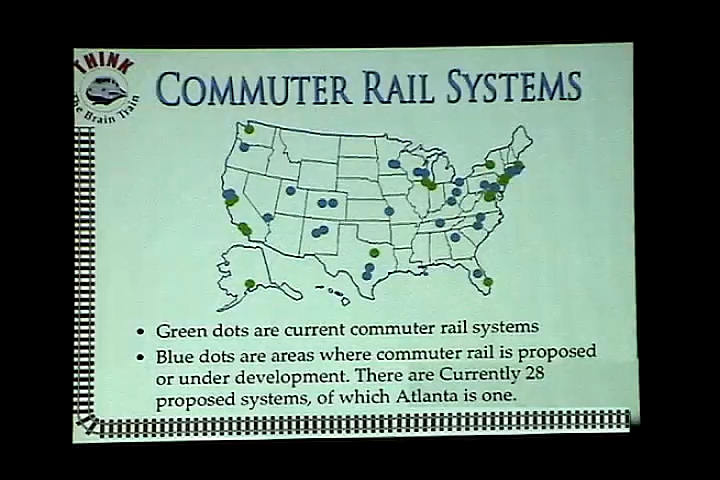 THINK
The Brain Train
COMMUTER RAIL SYSTEMS
• Green dots are current commuter rail systems
• Blue dots are areas where commuter rail is proposed
or under development. There are Currently 28
proposed systems, of which Atlanta is one.